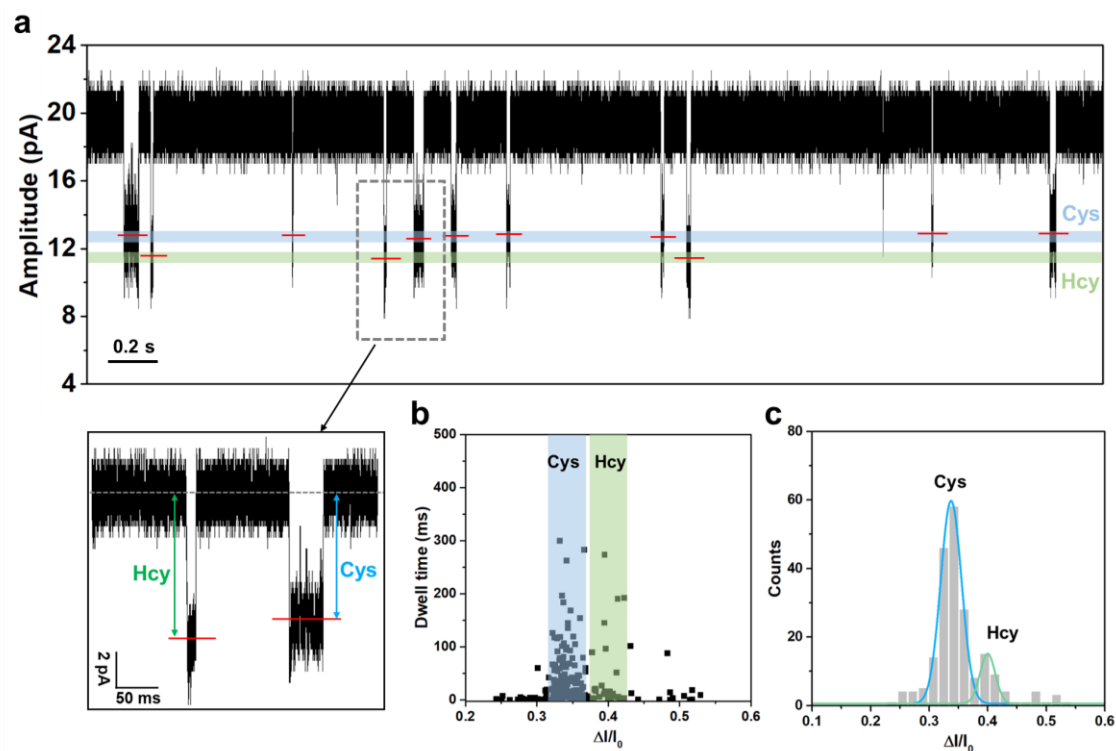 a
24
20
16
12
8
4
Amplitude (pA)
Cys
Hcy
0.2 s
Hcy
Cys
2 pA
50 ms
b
500
400
300
200
100
0
Dwell time (ms)
Cys
Hcy
0.2
0.3
0.4
0.5
0.6
ΔI/I₀
c
80
60
40
20
0
Counts
Cys
Hcy
0.1
0.2
0.3
0.4
0.5
0.6
ΔI/I₀